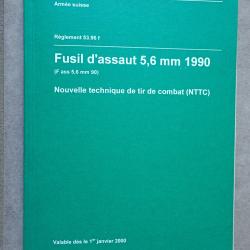 Armée suisse
Règlement 53.96 f
Fusil d'assaut 5,6 mm 1990
(F ass 5,6 mm 90)
Nouvelle technique de tir de combat (NTTC)
Valable dès le 1er janvier 2000